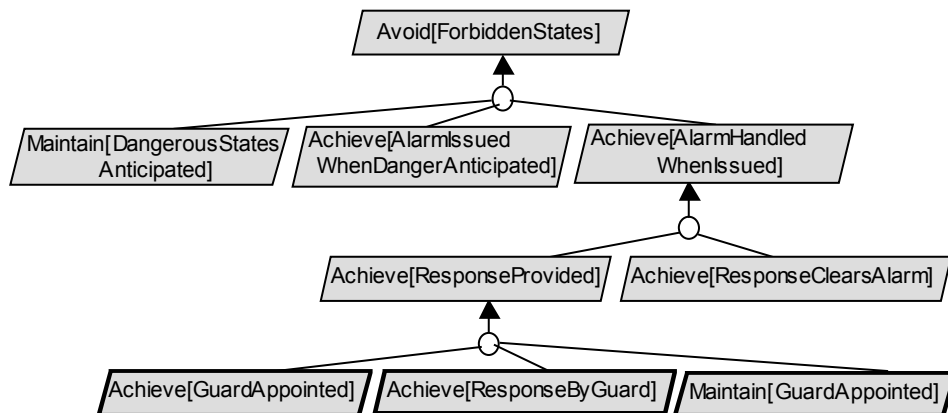 Avoid[ForbiddenStates]
Maintain[DangerousStates
Anticipated]
Achieve[AlarmIssued
WhenDangerAnticipated]
Achieve[AlarmHandled
WhenIssued]
Achieve[ResponseProvided]
Achieve[ResponseClearsAlarm]
Achieve[GuardAppointed]
Achieve[ResponseByGuard]
Maintain[GuardAppointed]